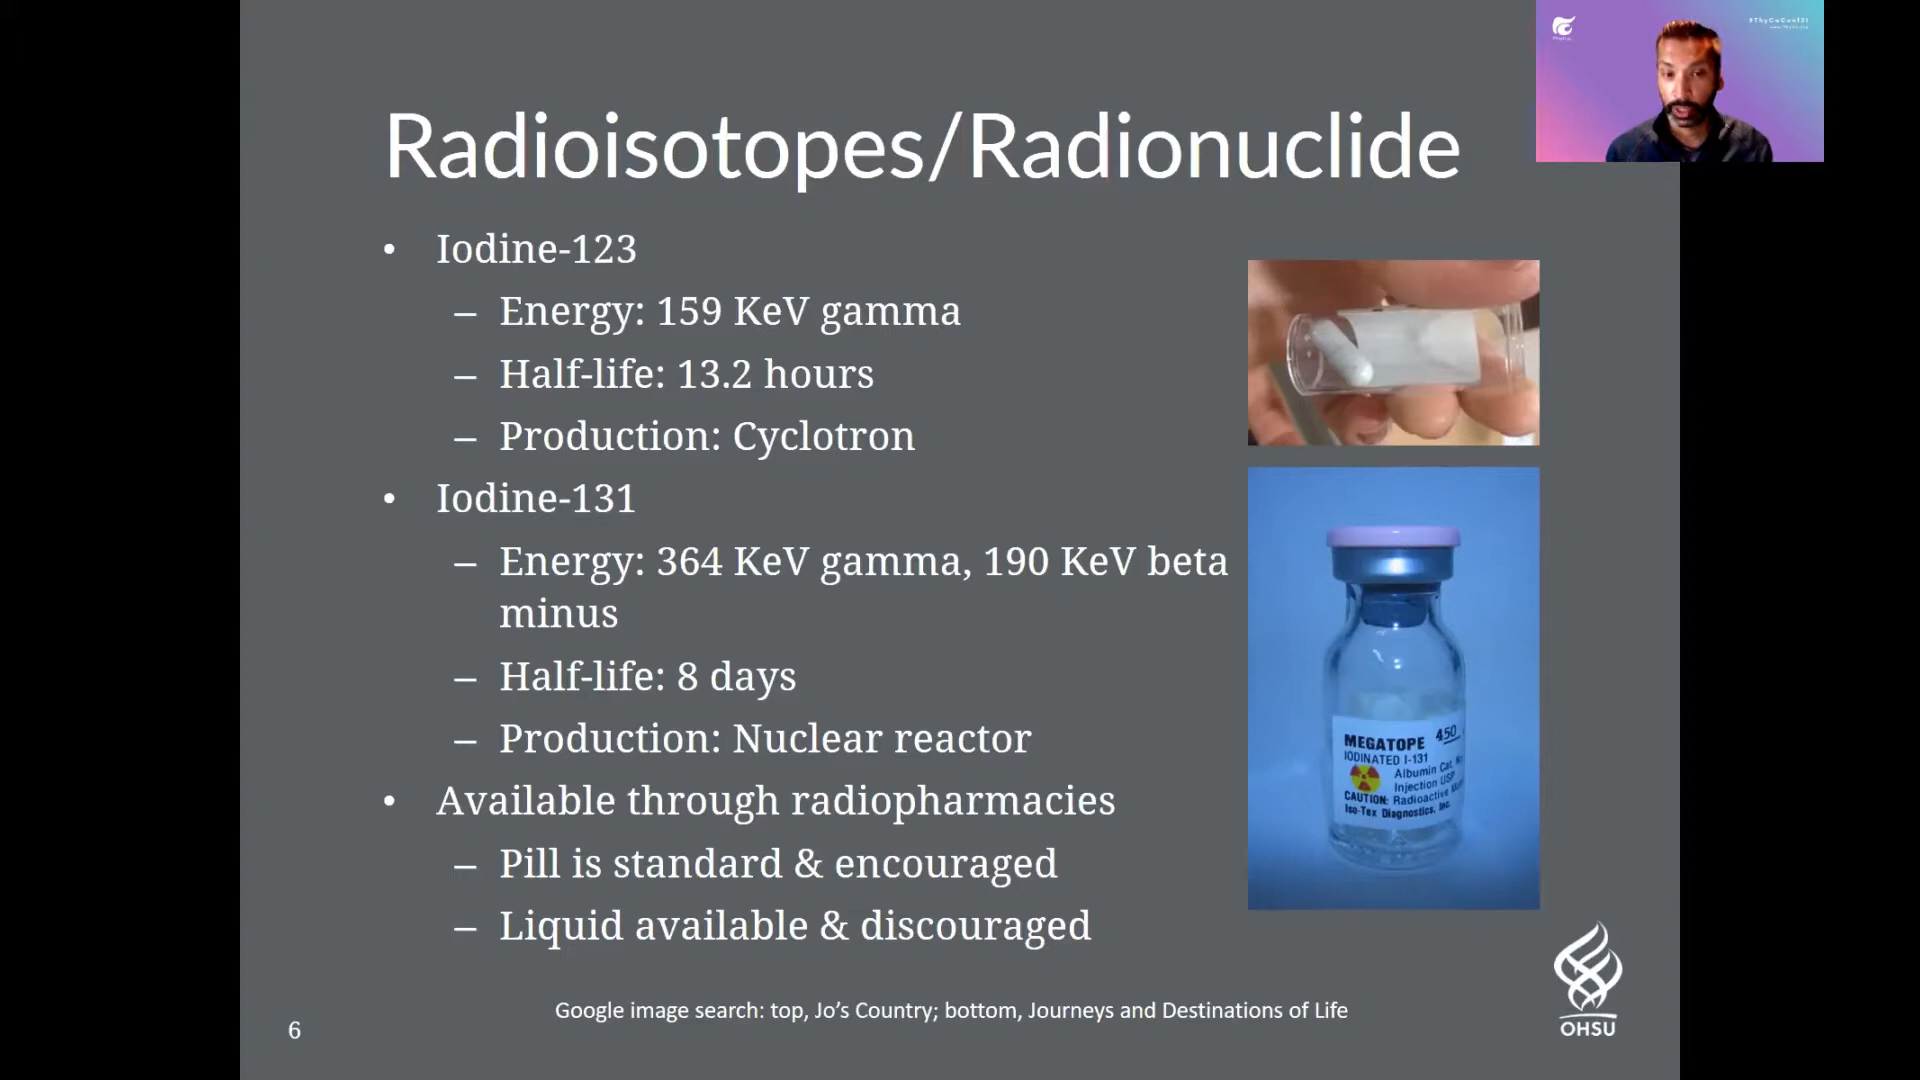 #ThyCaConf21
Radioisotopes/Radionuclide
• Iodine-123
– Energy: 159 KeV gamma
– Half-life: 13.2 hours
– Production: Cyclotron
• Iodine-131
– Energy: 364 KeV gamma, 190 KeV beta
minus
– Half-life: 8 days
– Production: Nuclear reactor
• Available through radiopharmacies
– Pill is standard & encouraged
– Liquid available & discouraged
MEGATOPE 450
IODINATED I-131
Albumin Cat.
Injection USP
CAUTION: Radioactive
Iso-Tex Diagnostics, Inc.
Google image search: top, Jo's Country; bottom, Journeys and Destinations of Life
6
OHSU